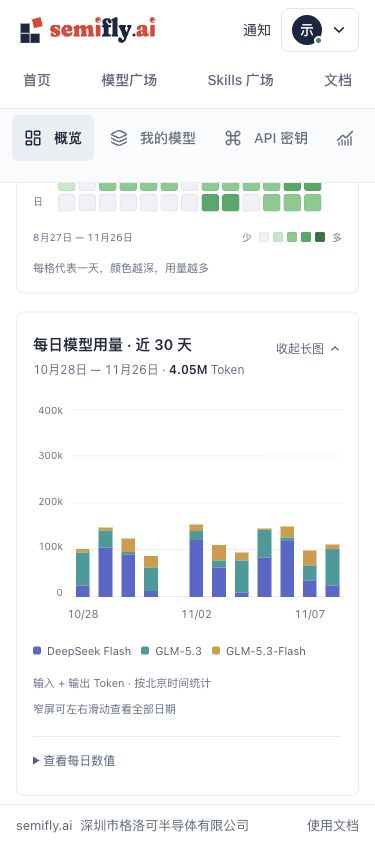 semifly.ai 通知 示
首页 模型广场 Skills 广场 文档
概览 我的模型 API 密钥
日
8月27日 — 11月26日 少 多
每格代表一天，颜色越深，用量越多
每日模型用量 · 近 30 天 收起长图
10月28日 — 11月26日 · 4.05M Token
400k
300k
200k
100k
0
10/28 11/02 11/07
DeepSeek Flash GLM-5.3 GLM-5.3-Flash
输入 + 输出 Token · 按北京时间统计
窄屏可左右滑动查看全部日期
查看每日数值
semifly.ai 深圳市格洛可半导体有限公司 使用文档